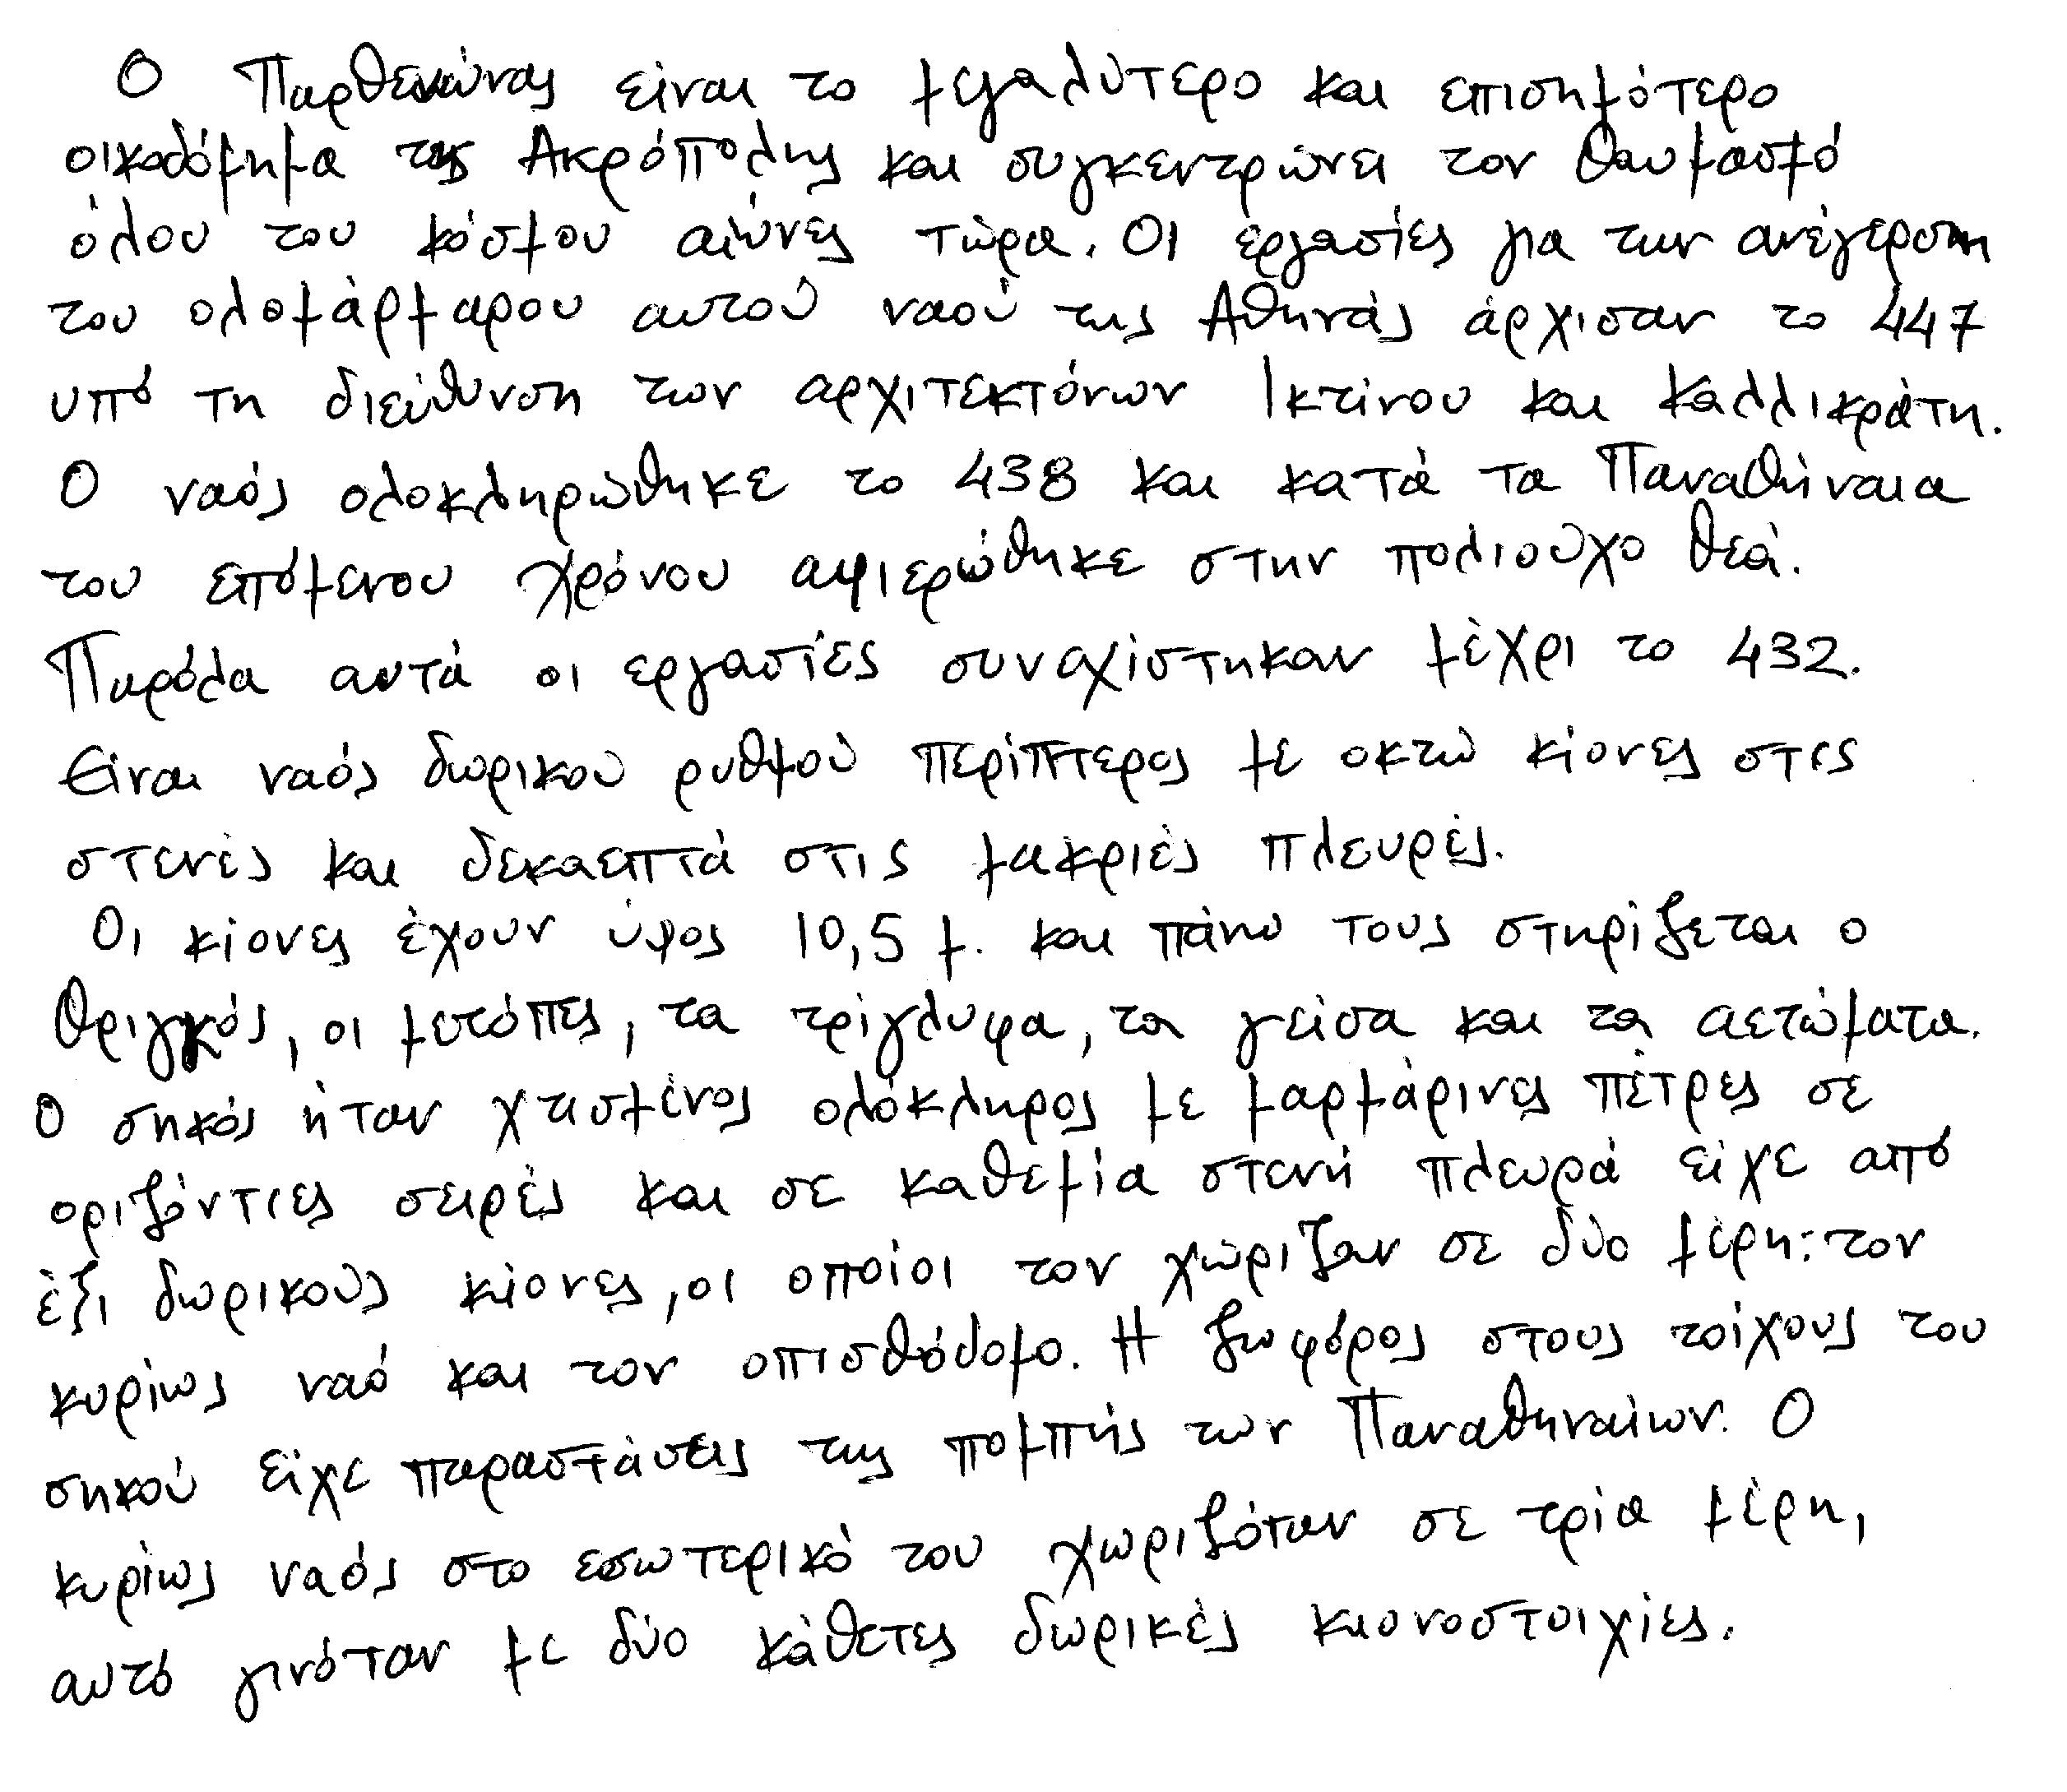 Ο Παρθενώνας είναι το μεγαλύτερο και επισημότερο
οικοδόμημα της Ακρόπολης και συγκεντρώνει τον θαυμασμό
όλου του κόσμου αιώνες τώρα. Οι εργασίες για την ανέγερση
του ολομάρμαρου αυτού ναού της Αθηνάς άρχισαν το 447
υπό τη διεύθυνση των αρχιτεκτόνων Ικτίνου και Καλλικράτη.
Ο ναός ολοκληρώθηκε το 438 και κατά τα Παναθήναια
του επόμενου χρόνου αφιερώθηκε στην πολιούχο θεά.
Παρόλα αυτά οι εργασίες συναχίστηκαν μέχρι το 432.
Είναι ναός δωρικού ρυθμού περίπτερος με οκτώ κίονες στις
στενές και δεκαεπτά στις μακριές πλευρές.
Οι κίονες έχουν ύψος 10,5 μ. και πάνω τους στηρίζεται ο
θριγκός, οι μετόπες, τα τρίγλυφα, τα γείσα και τα αετώματα.
Ο σηκός ήταν χτισμένος ολόκληρος με μαρμάρινες πέτρες σε
οριζόντιες σειρές και σε καθεμία στενή πλευρά είχε από
έξι δωρικούς κίονες, οι οποίοι τον χώριζαν σε δύο μέρη: τον
κυρίως ναό και τον οπισθόδομο. Η ζωφόρος στους τοίχους του
σηκού είχε παραστάσεις της πομπής των Παναθηναίων. Ο
κυρίως ναός στο εσωτερικό του χωριζόταν σε τρία μέρη,
αυτό γινόταν με δύο κάθετες δωρικές κιονοστοιχίες.